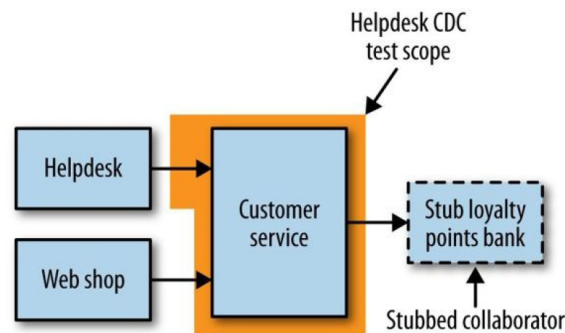 Helpdesk CDC
test scope
Helpdesk
Customer
service
Web shop
Stub loyalty
points bank
Stubbed collaborator